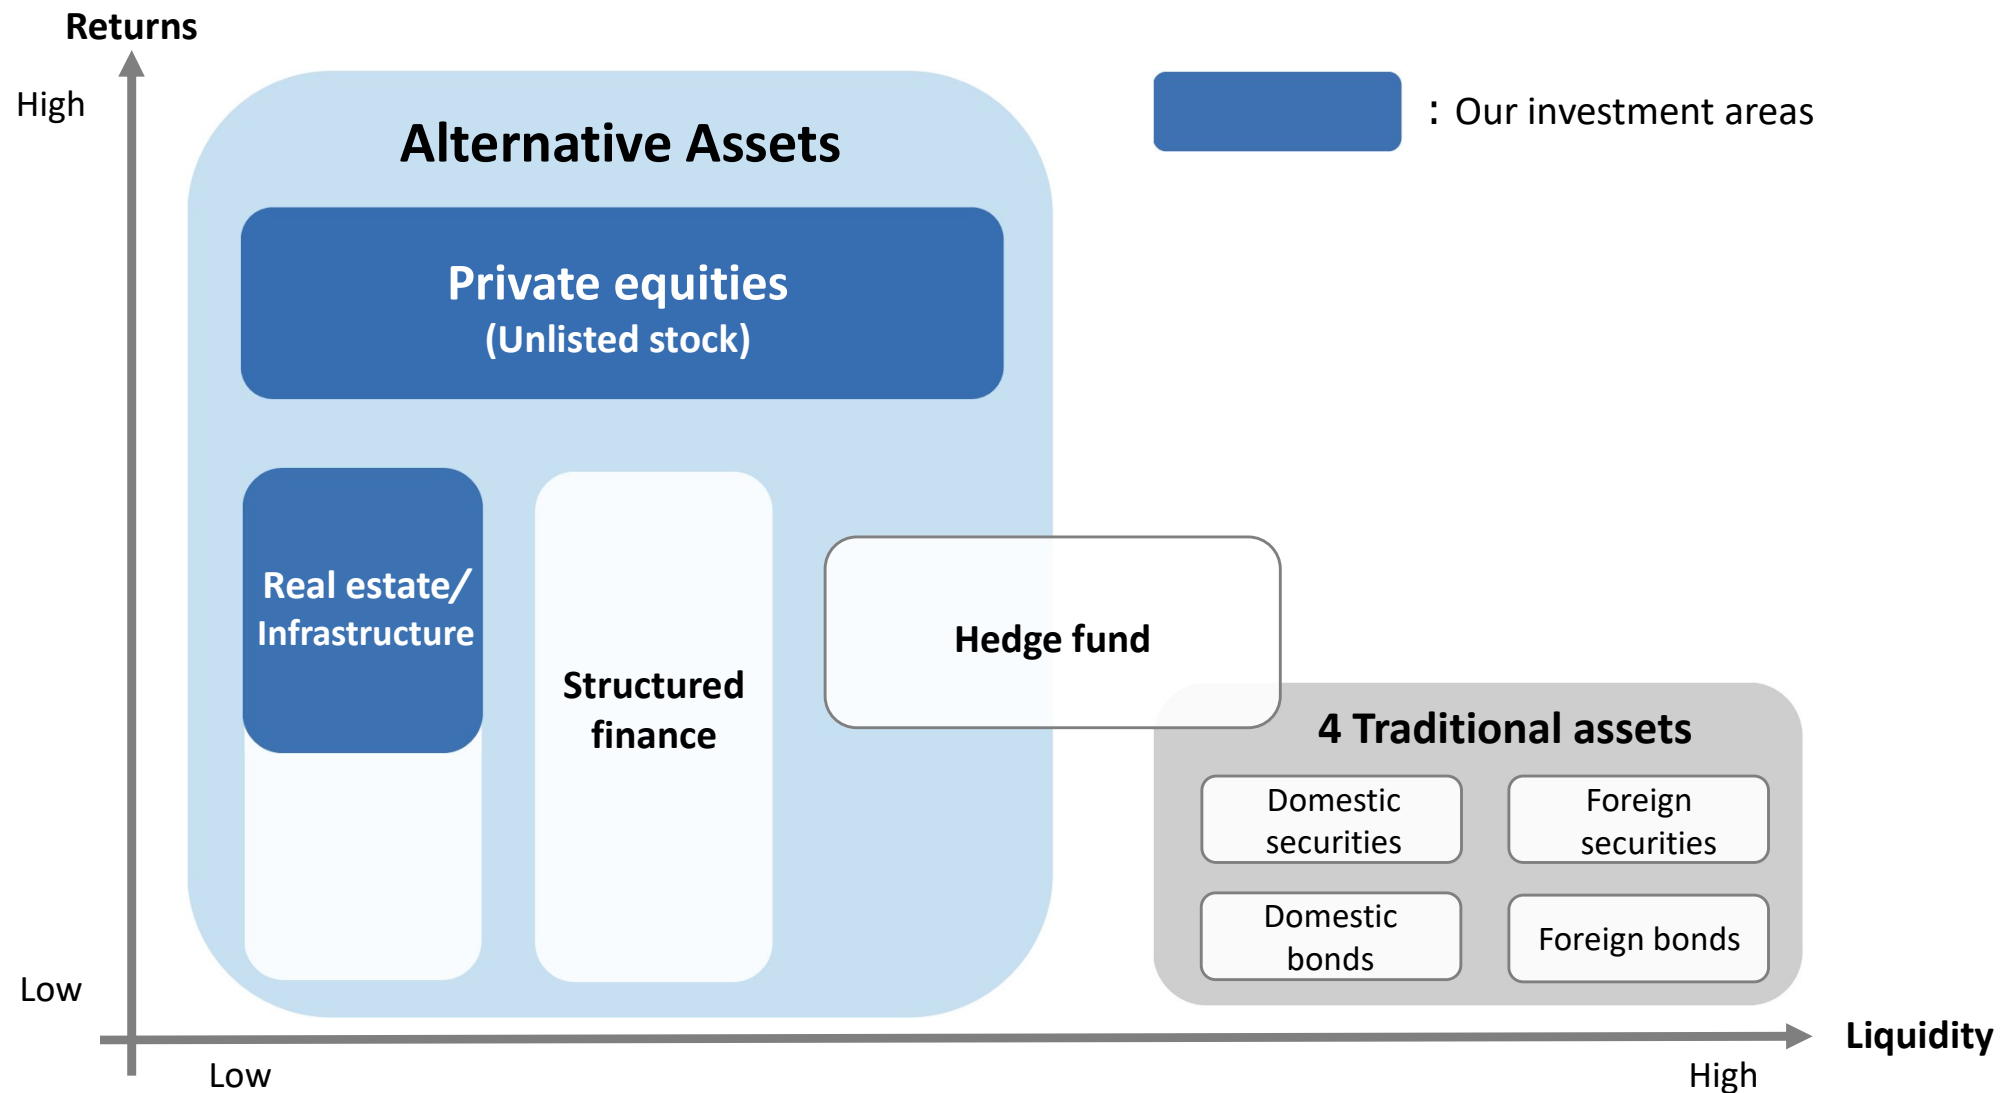 Returns
High
Alternative Assets
: Our investment areas
Private equities
(Unlisted stock)
Real estate/
Infrastructure
Structured
finance
Hedge fund
4 Traditional assets
Domestic
securities
Foreign
securities
Domestic
bonds
Foreign bonds
Low
Liquidity
Low
High